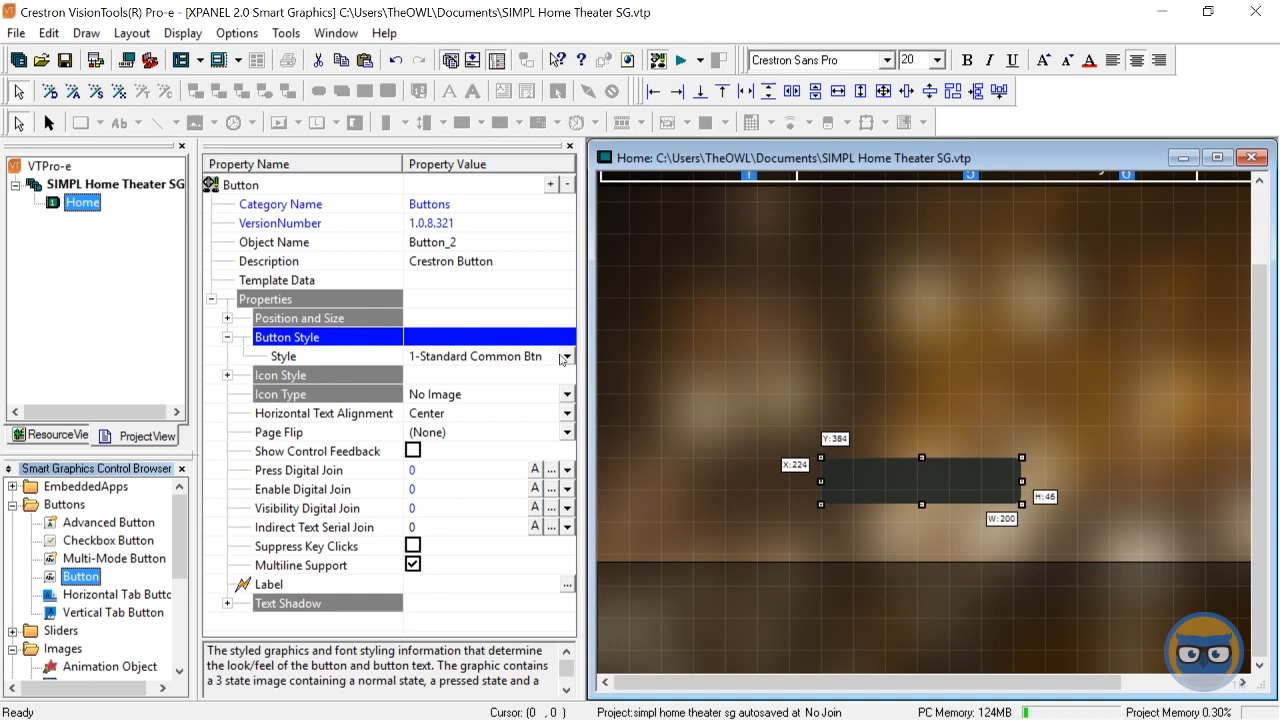 Crestron VisionTools(R) Pro-e - [XPANEL 2.0 Smart Graphics] C:\Users\TheOWL\Documents\SIMPL Home Theater SG.vtp
File Edit Draw Layout Display Options Tools Window Help
Crestron Sans Pro 20 B I U A A A
Ab
VTPro-e
SIMPL Home Theater SG
Home
ResourceVie ProjectView
Smart Graphics Control Browser
EmbeddedApps
Buttons
Advanced Button
Checkbox Button
Multi-Mode Button
Button
Horizontal Tab Buttc
Vertical Tab Button
Sliders
Images
Animation Object
Property Name Property Value
Button + -
Category Name Buttons
VersionNumber 1.0.8.321
Object Name Button_2
Description Crestron Button
Template Data
Properties
Position and Size
Button Style
Style 1-Standard Common Btn
Icon Style
Icon Type No Image
Horizontal Text Alignment Center
Page Flip (None)
Show Control Feedback
Press Digital Join 0 A ...
Enable Digital Join 0 A ...
Visibility Digital Join 0 A ...
Indirect Text Serial Join 0 A ...
Suppress Key Clicks
Multiline Support
Label ...
Text Shadow
The styled graphics and font styling information that determine
the look/feel of the button and button text. The graphic contains
a 3 state image containing a normal state, a pressed state and a
Home: C:\Users\TheOWL\Documents\SIMPL Home Theater SG.vtp
Y:384
X:224
H:46
W:200
Ready Cursor: (0 , 0 ) Project:simpl home theater sg autosaved at No Join PC Memory: 124MB Project Memory 0.30%